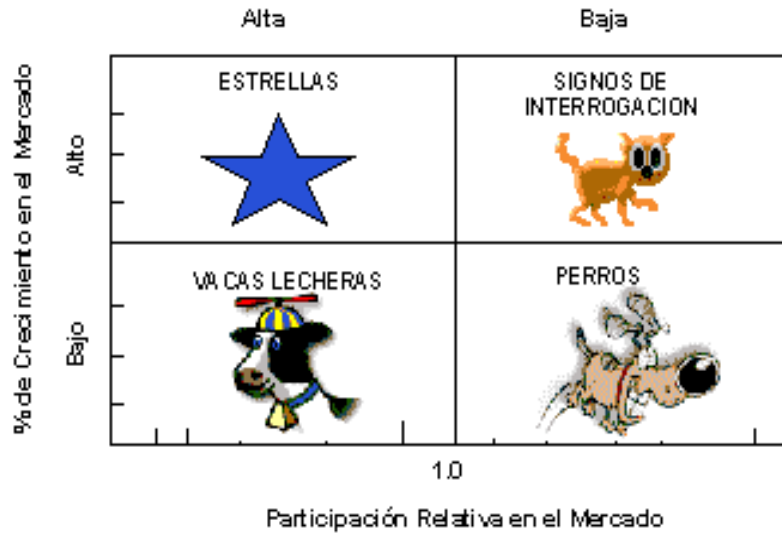 Alta
Baja
ESTRELLAS
SIGNOS DE
INTERROGACION
% de Crecimiento en el Mercado
Alto
VACAS LECHERAS
PERROS
Bajo
1.0
Participación Relativa en el Mercado